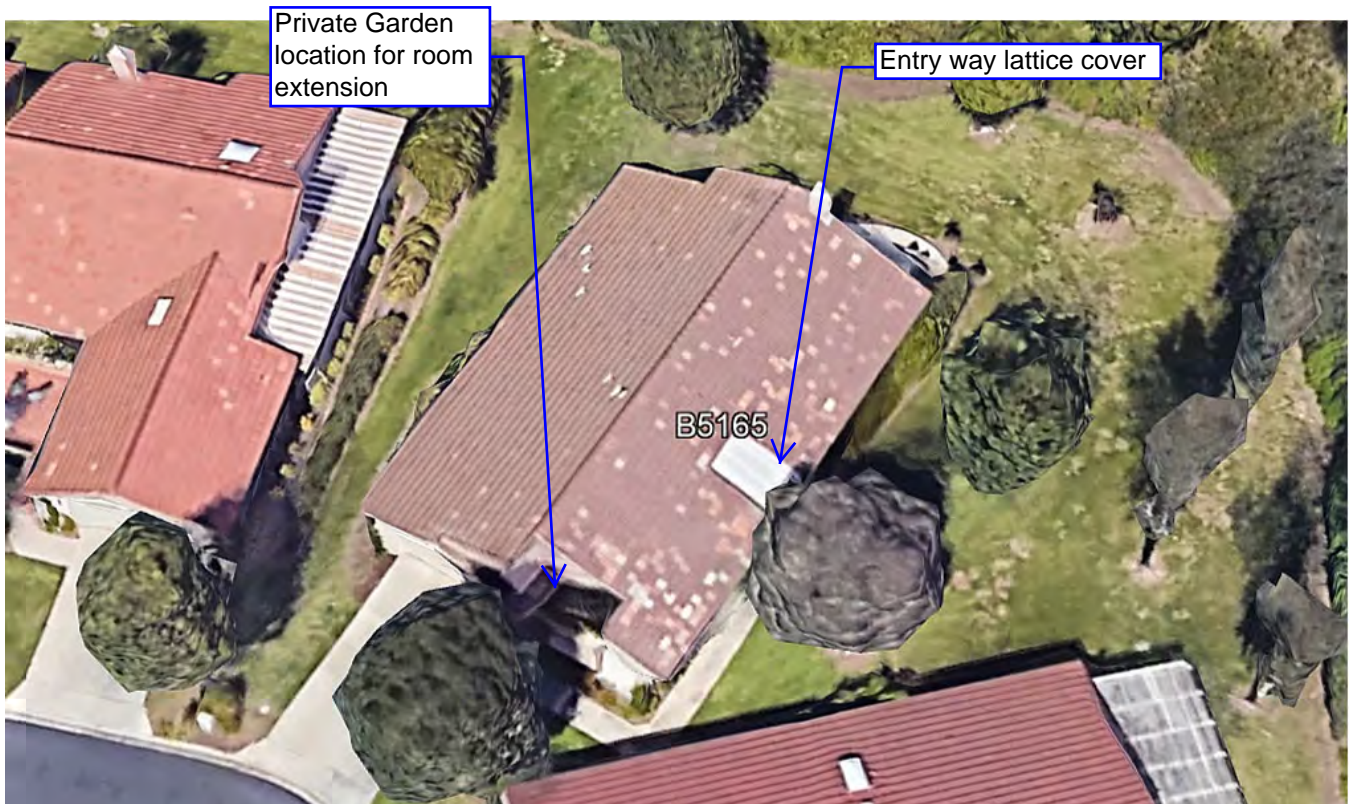 Private Garden
location for room
extension
Entry way lattice cover
B5165